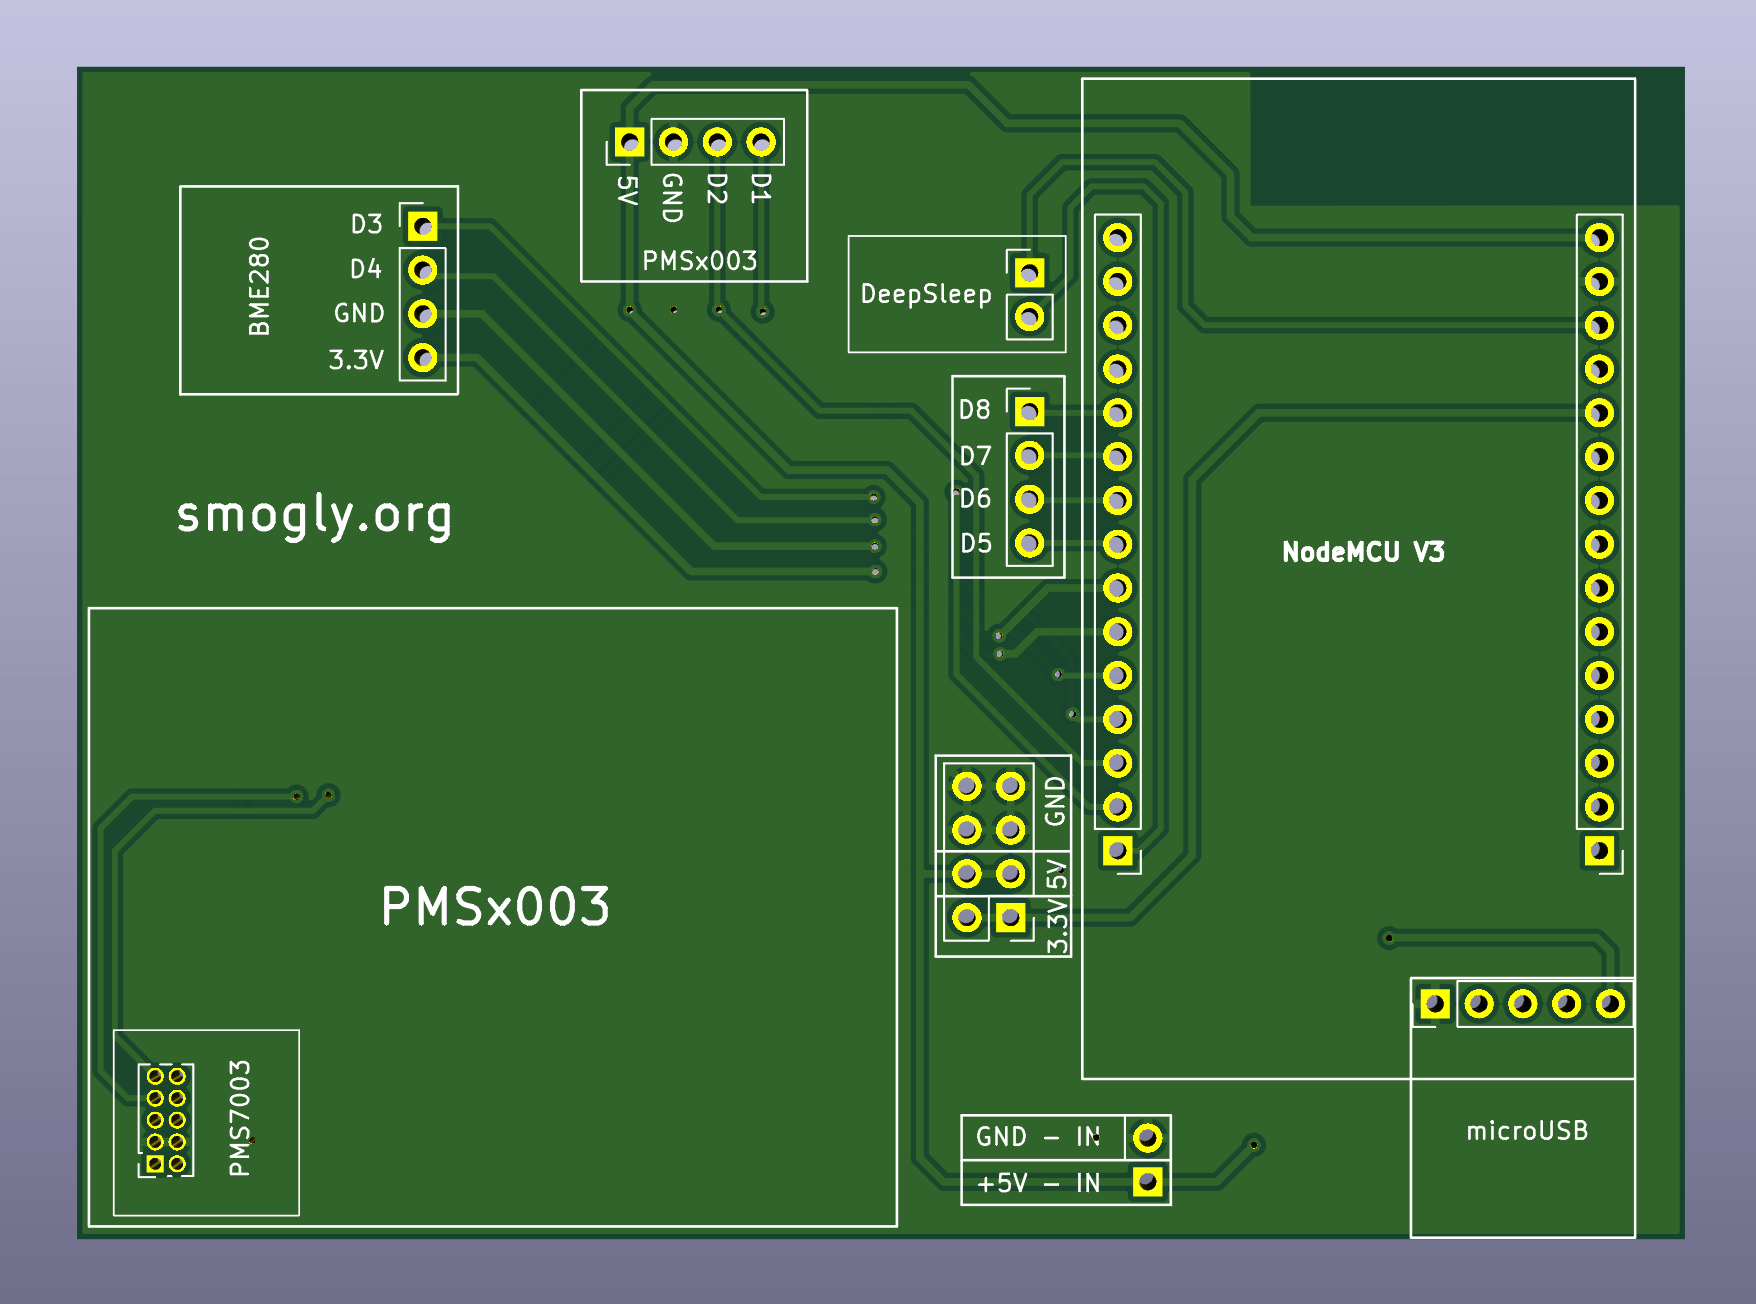 5V
GND
D2
D1
PMSx003
BME280
D3
D4
GND
3.3V
DeepSleep
D8
D7
D6
D5
smogly.org
NodeMCU V3
GND
5V
3.3V
PMSx003
PMS7003
GND - IN
+5V - IN
microUSB